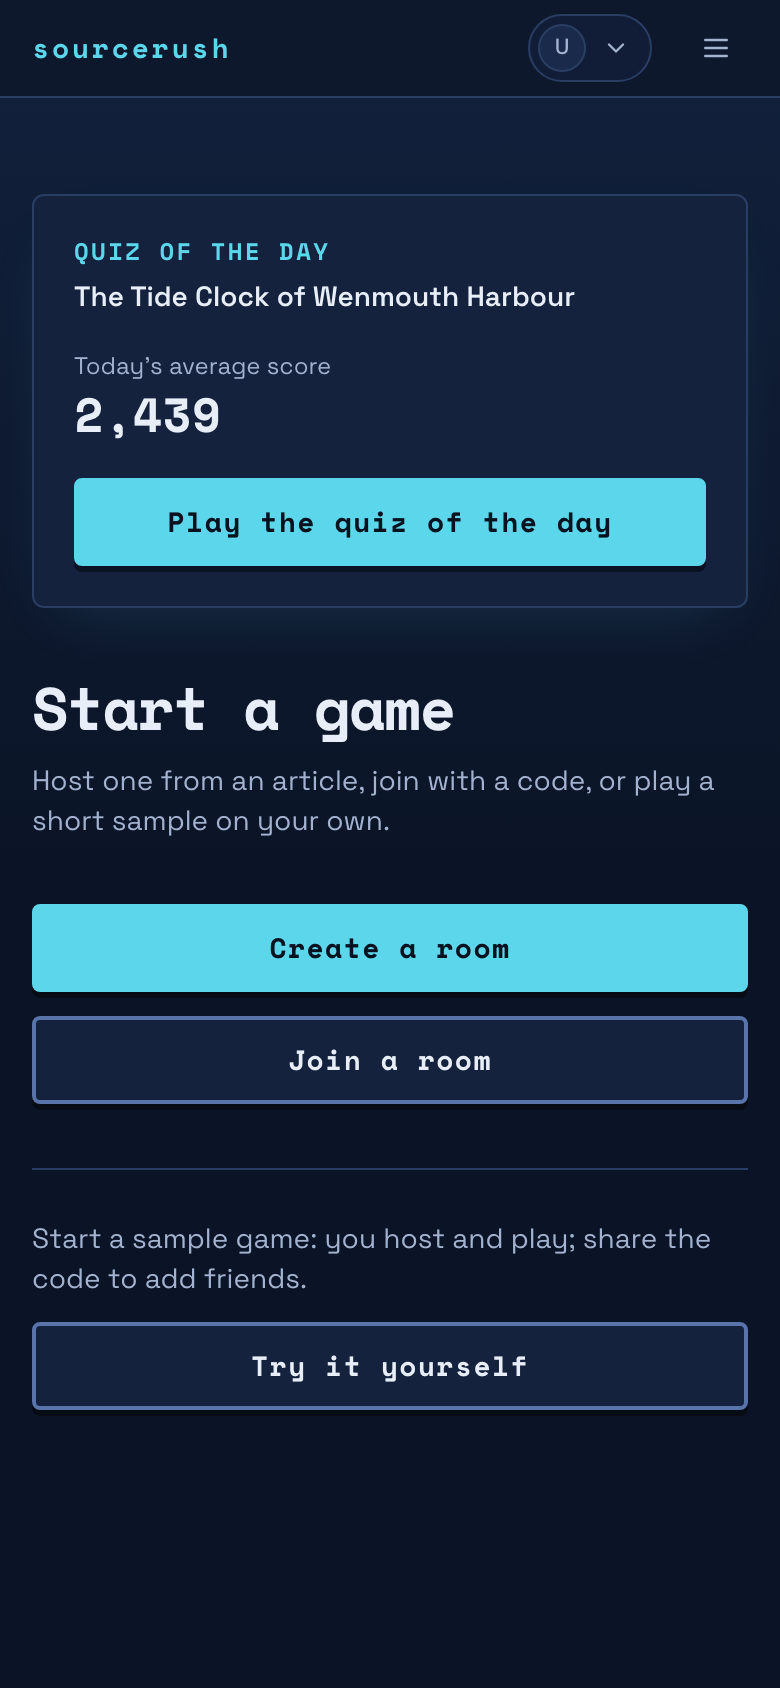 sourcerush
U
QUIZ OF THE DAY
The Tide Clock of Wenmouth Harbour
Today's average score
2,439
Play the quiz of the day
Start a game
Host one from an article, join with a code, or play a
short sample on your own.
Create a room
Join a room
Start a sample game: you host and play; share the
code to add friends.
Try it yourself